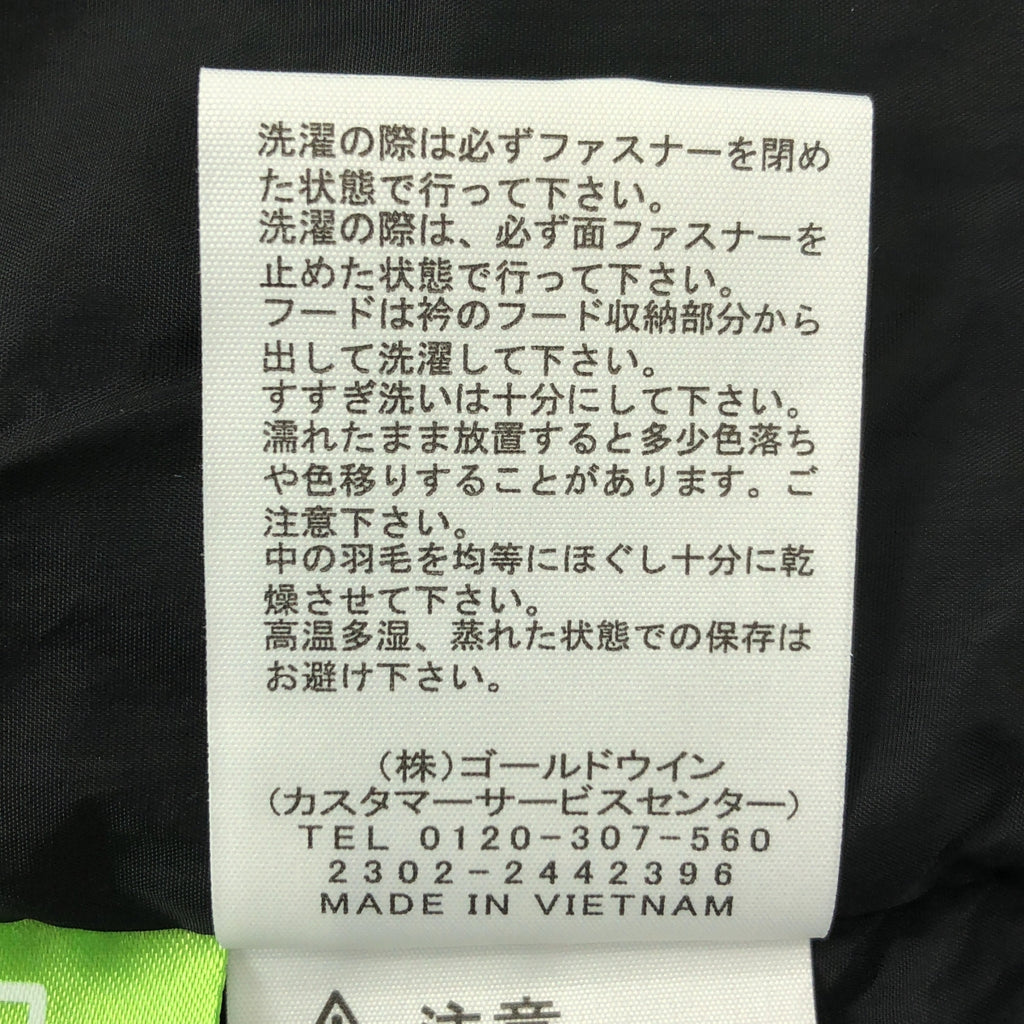 洗濯の際は必ずファスナーを閉め
た状態で行って下さい。
洗濯の際は、必ず面ファスナーを
止めた状態で行って下さい。
フードは衿のフード収納部分から
出して洗濯して下さい。
すすぎ洗いは十分にして下さい。
濡れたまま放置すると多少色落ち
や色移りすることがあります。ご
注意下さい。
中の羽毛を均等にほぐし十分に乾
燥させて下さい。
高温多湿、蒸れた状態での保存は
お避け下さい。
(株)ゴールドウイン
(カスタマーサービスセンター)
TEL 0120-307-560
2302-2442396
MADE IN VIETNAM
注意